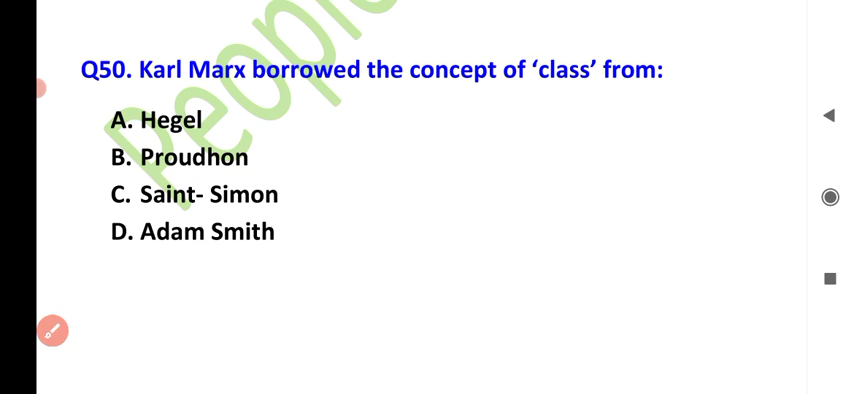 Q50. Karl Marx borrowed the concept of ‘class’ from:
A. Hegel
B. Proudhon
C. Saint- Simon
D. Adam Smith